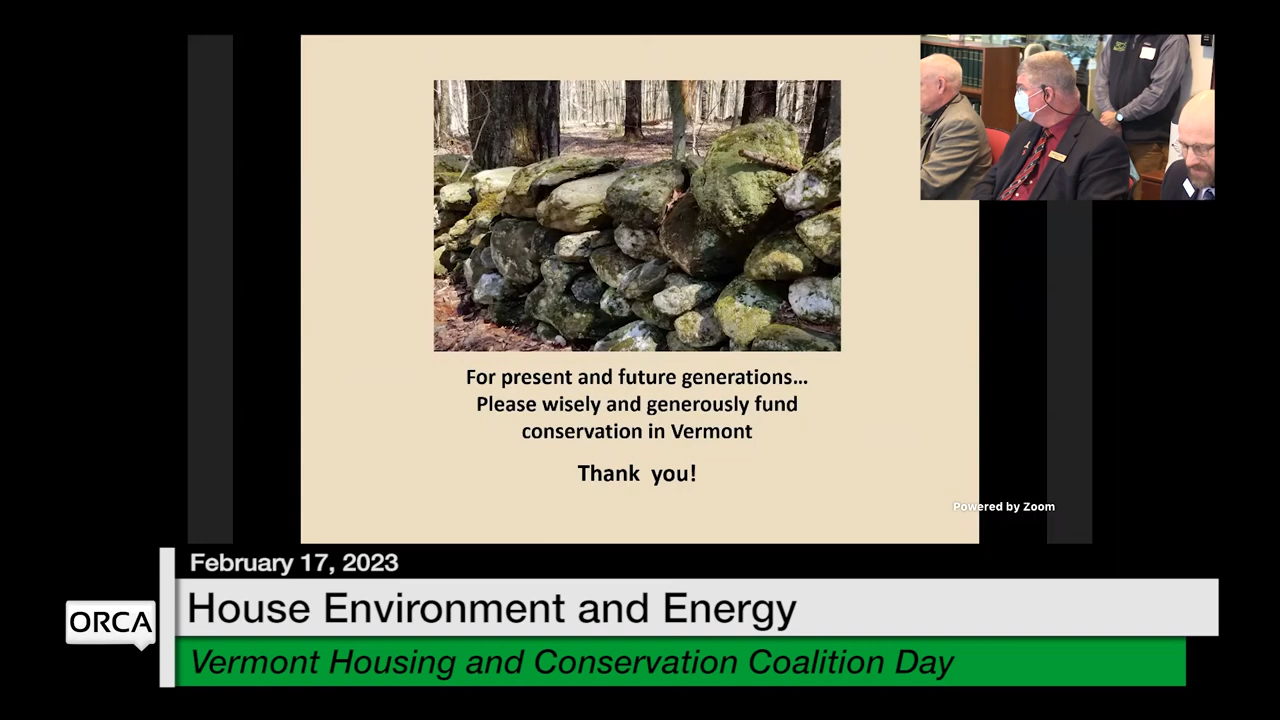 For present and future generations...
Please wisely and generously fund
conservation in Vermont
Thank you!
Powered by Zoom
February 17, 2023
ORCA
House Environment and Energy
Vermont Housing and Conservation Coalition Day